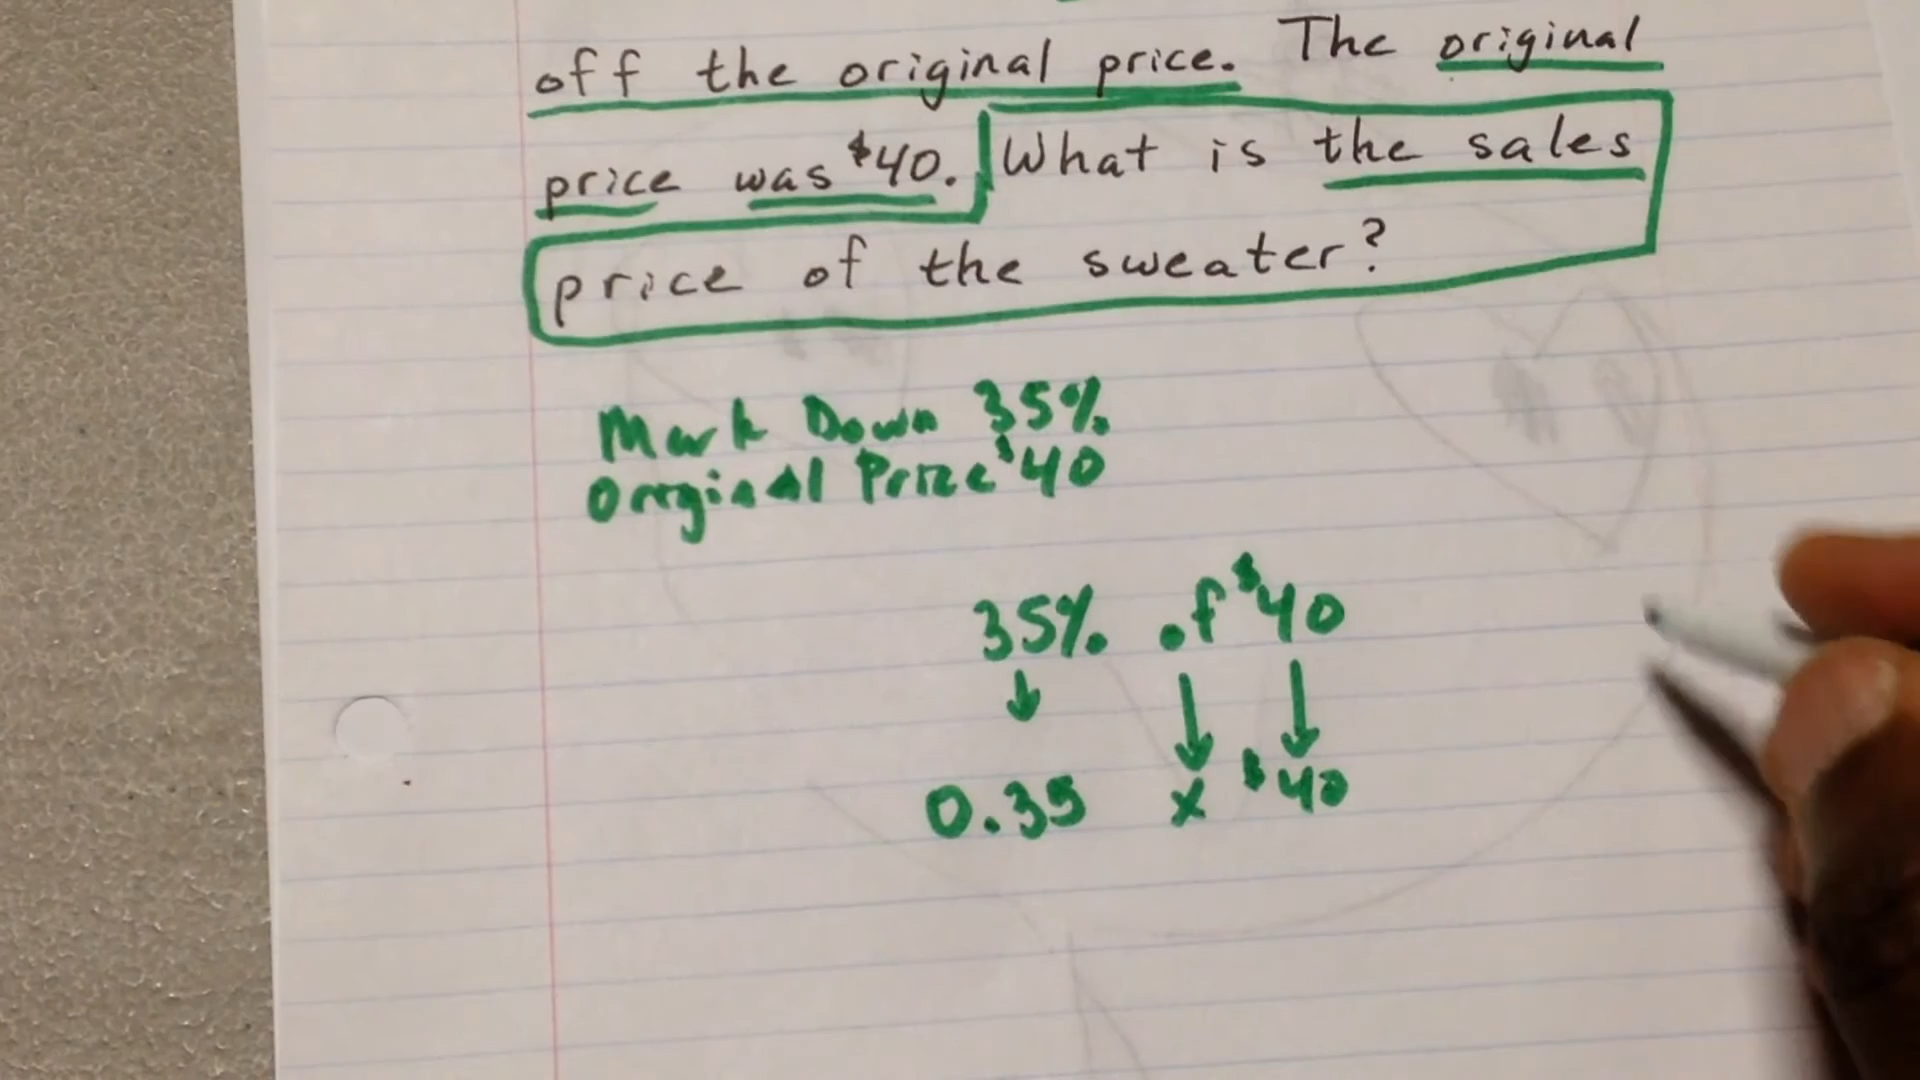 off the original price. The original
price was $40. What is the sales
price of the sweater?
Mark Down 35%
Original Price $40
35% of $40
0.35 x $40